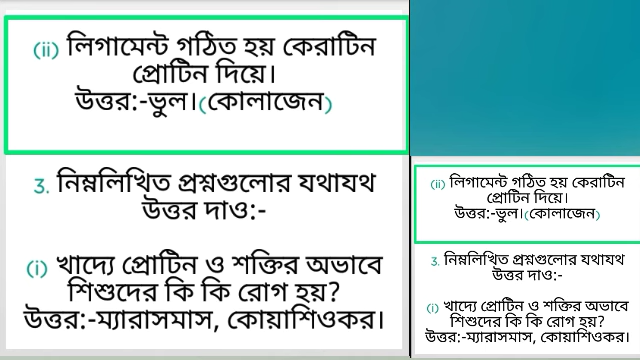 (ii) লিগামেন্ট গঠিত হয় কেরাটিন
প্রোটিন দিয়ে।
উত্তর:-ভুল।(কোলাজেন)
3. নিম্নলিখিত প্রশ্নগুলোর যথাযথ
উত্তর দাও:-
(i) খাদ্যে প্রোটিন ও শক্তির অভাবে
শিশুদের কি কি রোগ হয়?
উত্তর:-ম্যারাসমাস, কোয়াশিওকর।
(ii) লিগামেন্ট গঠিত হয় কেরাটিন
প্রোটিন দিয়ে।
উত্তর:-ভুল।(কোলাজেন)
3. নিম্নলিখিত প্রশ্নগুলোর যথাযথ
উত্তর দাও:-
(i) খাদ্যে প্রোটিন ও শক্তির অভাবে
শিশুদের কি কি রোগ হয়?
উত্তর:-ম্যারাসমাস, কোয়াশিওকর।